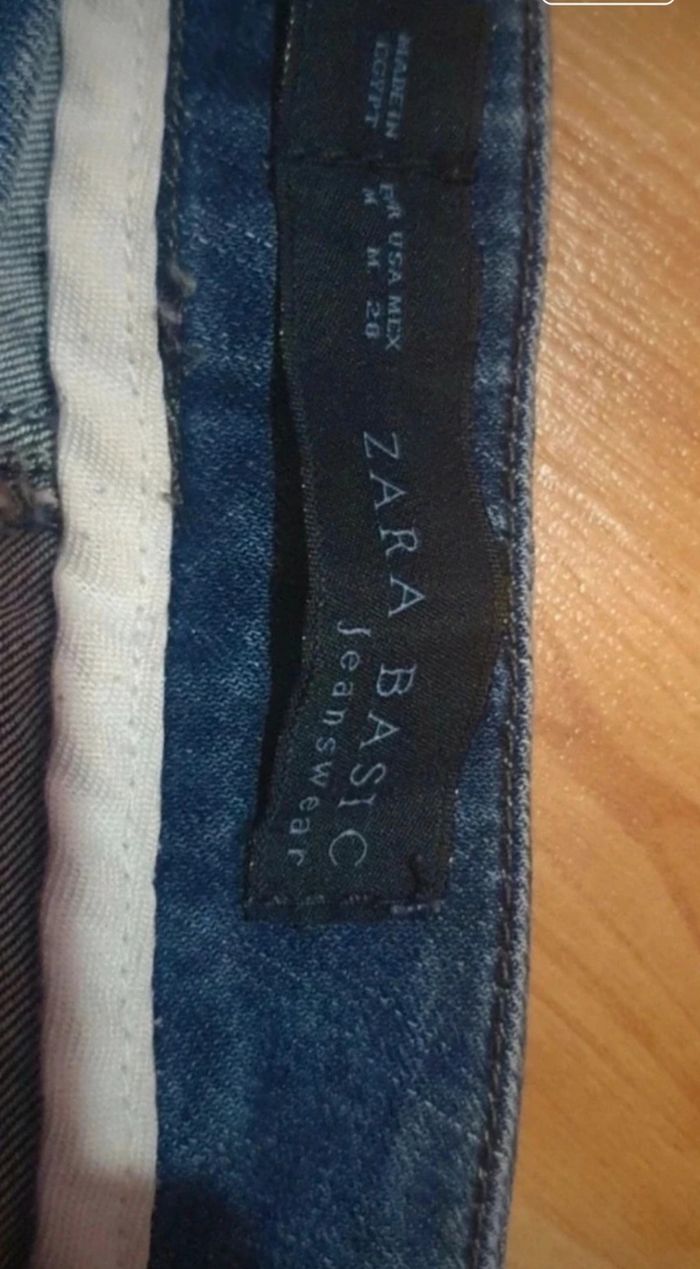 MADE IN
EGYPT
EUR USA MEX
M M 28
ZARA BASIC
Jeanswear